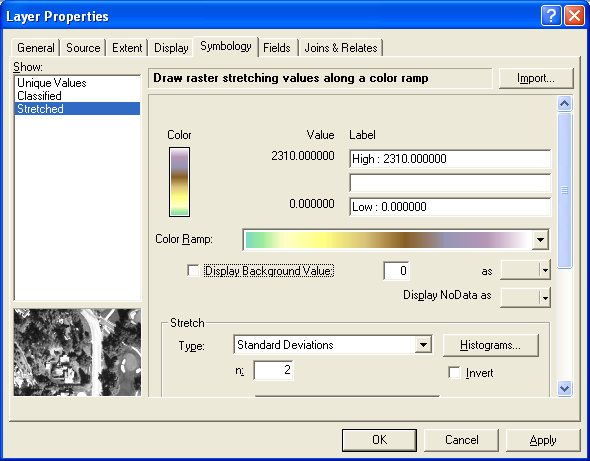 Layer Properties
General Source Extent Display Symbology Fields Joins & Relates
Show:
Unique Values
Classified
Stretched
Draw raster stretching values along a color ramp
Import...
Color Value Label
2310.000000 High : 2310.000000
0.000000 Low : 0.000000
Color Ramp:
Display Background Value: 0 as
Display NoData as
Stretch
Type: Standard Deviations Histograms...
n: 2 Invert
OK Cancel Apply